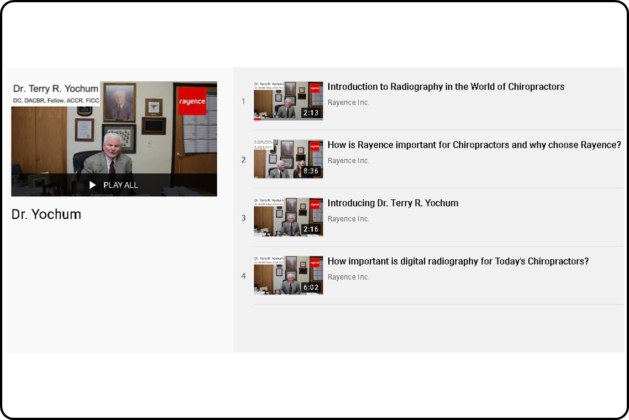 Dr. Terry R. Yochum
DC, DACBR, Fellow, ACCR, FICC
rayence
PLAY ALL
Dr. Yochum
1
2:13
Introduction to Radiography in the World of Chiropractors
Rayence Inc.
2
8:36
How is Rayence important for Chiropractors and why choose Rayence?
Rayence Inc.
3
2:16
Introducing Dr. Terry R. Yochum
Rayence Inc.
4
6:02
How important is digital radiography for Today's Chiropractors?
Rayence Inc.